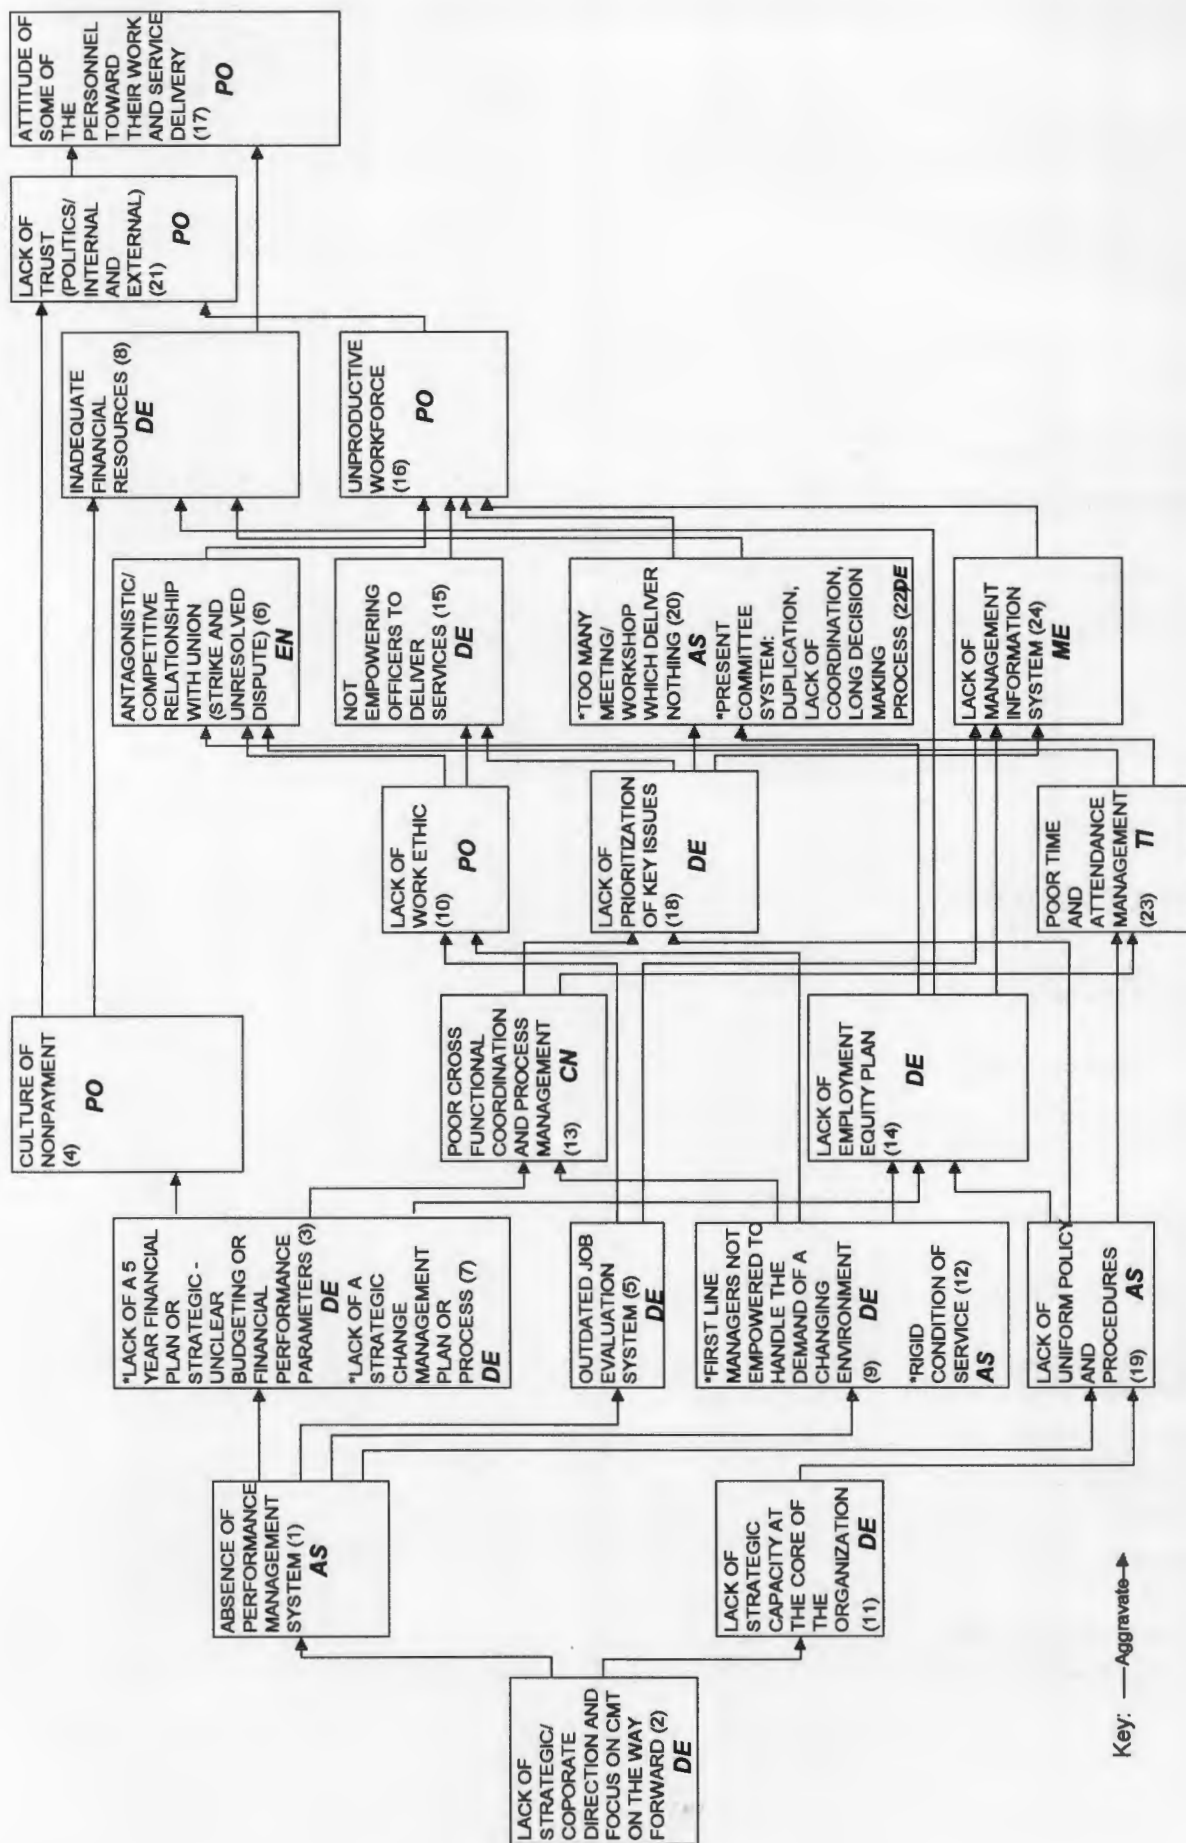 LACK OF
STRATEGIC/
COPORATE
DIRECTION AND
FOCUS ON CMT
ON THE WAY
FORWARD (2)
DE
ABSENCE OF
PERFORMANCE
MANAGEMENT
SYSTEM (1)
AS
LACK OF
STRATEGIC
CAPACITY AT
THE CORE OF
THE
ORGANIZATION
(11)
DE
*LACK OF A 5
YEAR FINANCIAL
PLAN OR
STRATEGIC -
UNCLEAR
BUDGETING OR
FINANCIAL
PERFORMANCE
PARAMETERS (3)
DE
*LACK OF A
STRATEGIC
CHANGE
MANAGEMENT
PLAN OR
PROCESS (7)
DE
OUTDATED JOB
EVALUATION
SYSTEM (5)
DE
*FIRST LINE
MANAGERS NOT
EMPOWERED TO
HANDLE THE
DEMAND OF A
CHANGING
ENVIRONMENT
(9)
DE
*RIGID
CONDITION OF
SERVICE (12)
AS
LACK OF
UNIFORM POLICY
AND
PROCEDURES
(19)
AS
CULTURE OF
NONPAYMENT
(4)
PO
POOR CROSS
FUNCTIONAL
COORDINATION
AND PROCESS
MANAGEMENT
(13)
CN
LACK OF
EMPLOYMENT
EQUITY PLAN
(14)
DE
LACK OF
WORK ETHIC
(10)
PO
LACK OF
PRIORITIZATION
OF KEY ISSUES
(18)
DE
POOR TIME
AND
ATTENDANCE
MANAGEMENT
(23)
TI
ANTAGONISTIC/
COMPETITIVE
RELATIONSHIP
WITH UNION
(STRIKE AND
UNRESOLVED
DISPUTE) (6)
EN
NOT
EMPOWERING
OFFICERS TO
DELIVER
SERVICES (15)
DE
*TOO MANY
MEETING/
WORKSHOP
WHICH DELIVER
NOTHING (20)
AS
*PRESENT
COMMITTEE
SYSTEM:
DUPLICATION,
LACK OF
COORDINATION,
LONG DECISION
MAKING
PROCESS (22)DE
LACK OF
MANAGEMENT
INFORMATION
SYSTEM (24)
ME
INADEQUATE
FINANCIAL
RESOURCES (8)
DE
UNPRODUCTIVE
WORKFORCE
(16)
PO
LACK OF
TRUST
(POLITICS/
INTERNAL
AND
EXTERNAL)
(21)
PO
ATTITUDE OF
SOME OF
THE
PERSONNEL
TOWARD
THEIR WORK
AND SERVICE
DELIVERY
(17)
PO
Key: Aggravate